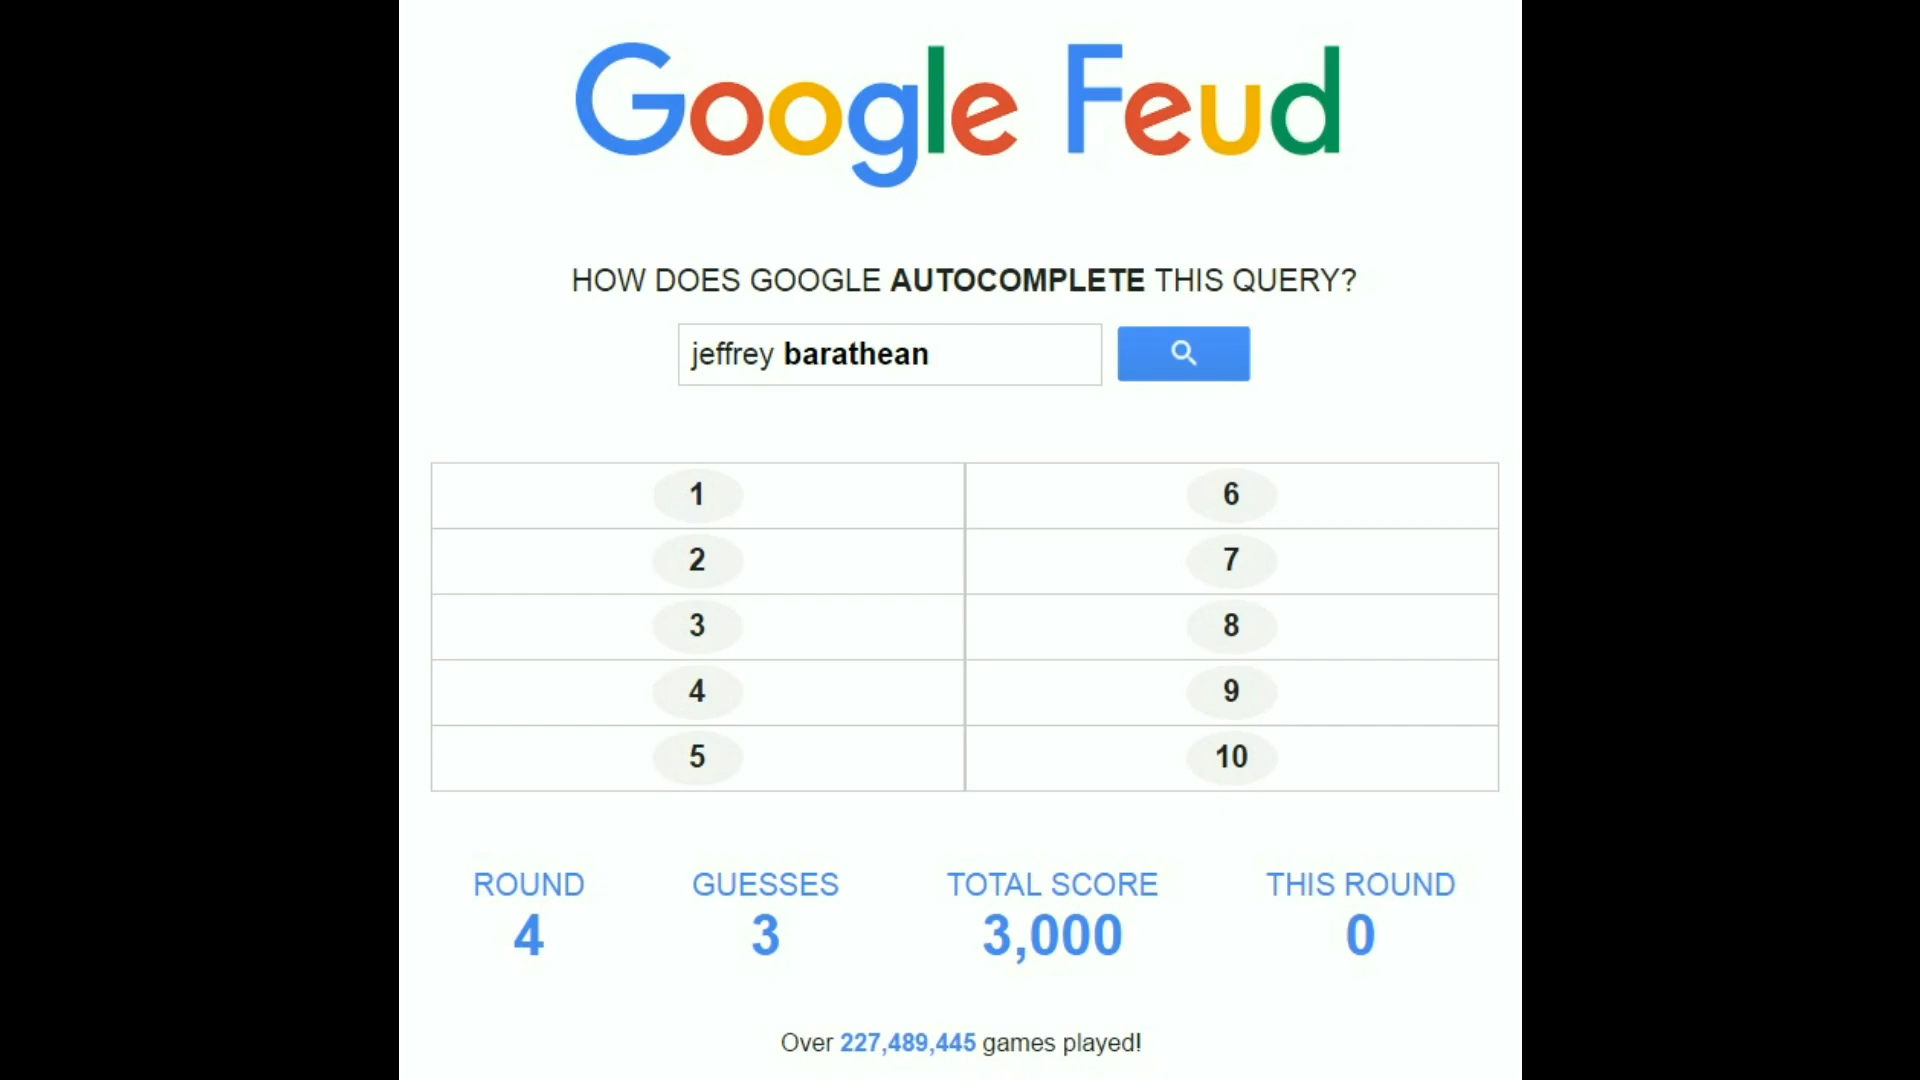 Google Feud
HOW DOES GOOGLE AUTOCOMPLETE THIS QUERY?
jeffrey barathean
1 6
2 7
3 8
4 9
5 10
ROUND GUESSES TOTAL SCORE THIS ROUND
4 3 3,000 0
Over 227,489,445 games played!